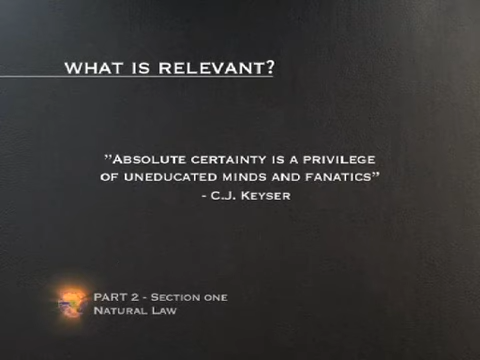 WHAT IS RELEVANT?
"ABSOLUTE CERTAINTY IS A PRIVILEGE
OF UNEDUCATED MINDS AND FANATICS"
- C.J. KEYSER
PART 2 - SECTION ONE
NATURAL LAW